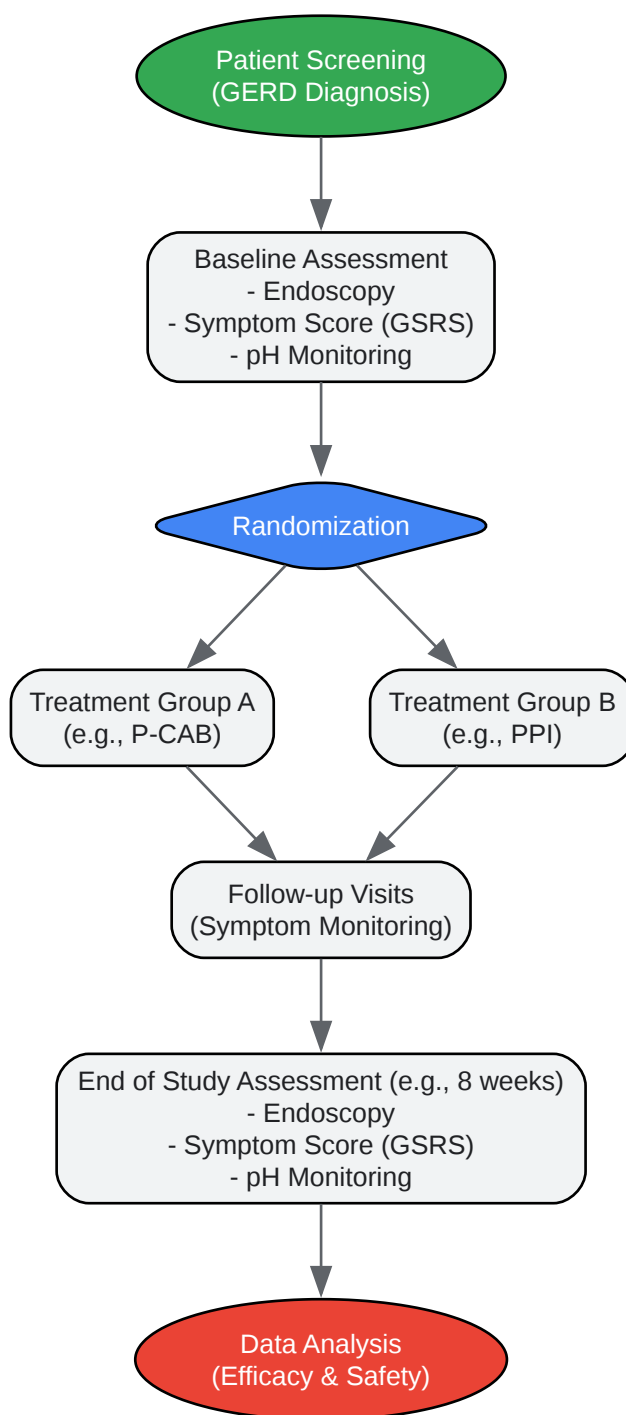 Patient Screening
(GERD Diagnosis)
Baseline Assessment
- Endoscopy
- Symptom Score (GSRS)
- pH Monitoring
Randomization
Treatment Group A
(e.g., P-CAB)
Treatment Group B
(e.g., PPI)
Follow-up Visits
(Symptom Monitoring)
End of Study Assessment (e.g., 8 weeks)
- Endoscopy
- Symptom Score (GSRS)
- pH Monitoring
Data Analysis
(Efficacy & Safety)